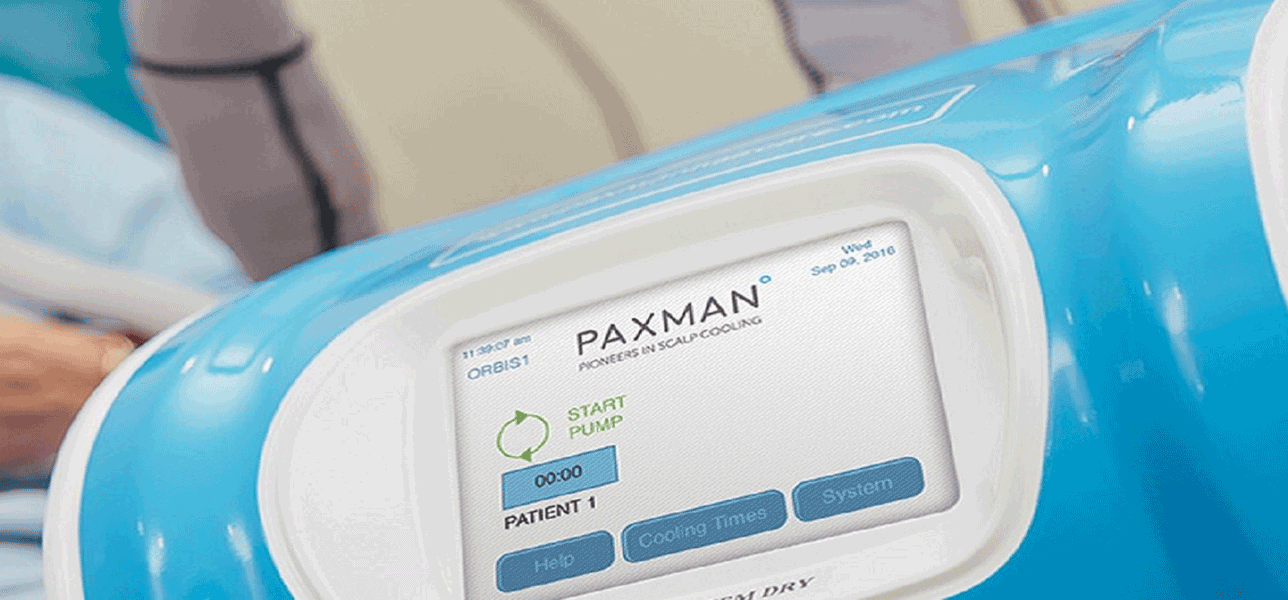 Wed
Sep 09, 2016
PAXMAN°
PIONEERS IN SCALP COOLING
11:39:07 am
ORBIS1
START
PUMP
00:00
PATIENT 1
Help
Cooling Times
System
DRY